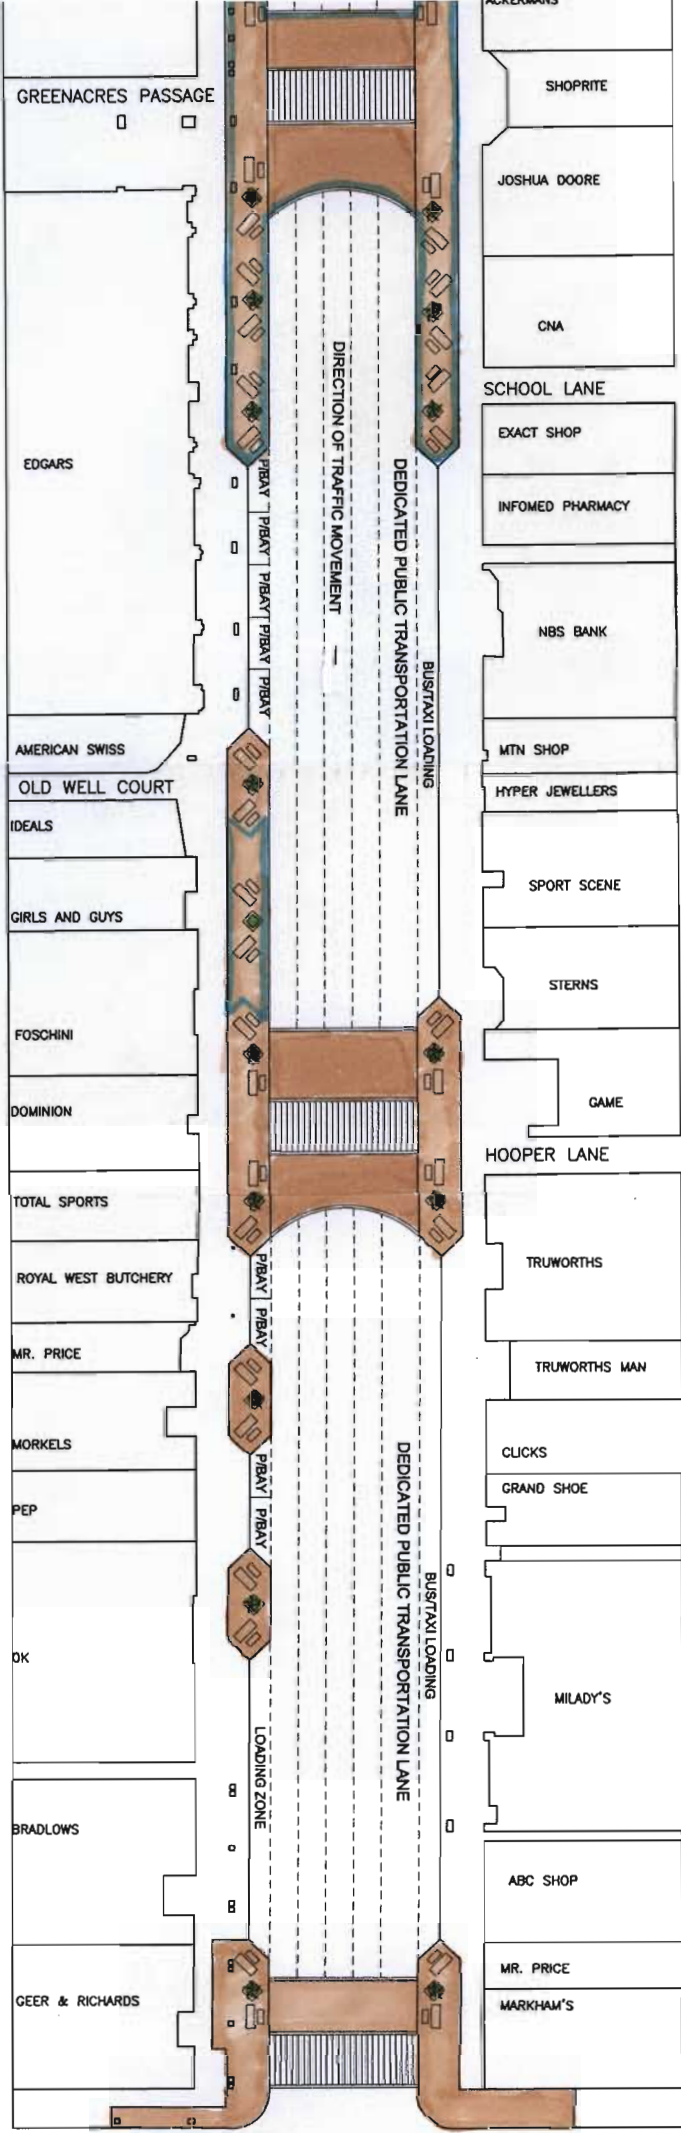 ACKERMANS
GREENACRES PASSAGE
SHOPRITE
JOSHUA DOORE
CNA
SCHOOL LANE
EXACT SHOP
EDGARS
INFOMED PHARMACY
NBS BANK
DIRECTION OF TRAFFIC MOVEMENT
DEDICATED PUBLIC TRANSPORTATION LANE
BUS/TAXI LOADING
P/BAY
P/BAY
P/BAY
P/BAY
P/BAY
AMERICAN SWISS
MTN SHOP
OLD WELL COURT
HYPER JEWELLERS
IDEALS
SPORT SCENE
GIRLS AND GUYS
STERNS
FOSCHINI
DOMINION
GAME
HOOPER LANE
TOTAL SPORTS
TRUWORTHS
ROYAL WEST BUTCHERY
P/BAY
P/BAY
MR. PRICE
TRUWORTHS MAN
MORKELS
CLICKS
P/BAY
P/BAY
GRAND SHOE
PEP
DEDICATED PUBLIC TRANSPORTATION LANE
BUS/TAXI LOADING
OK
MILADY'S
LOADING ZONE
BRADLOWS
ABC SHOP
MR. PRICE
GEER & RICHARDS
MARKHAM'S